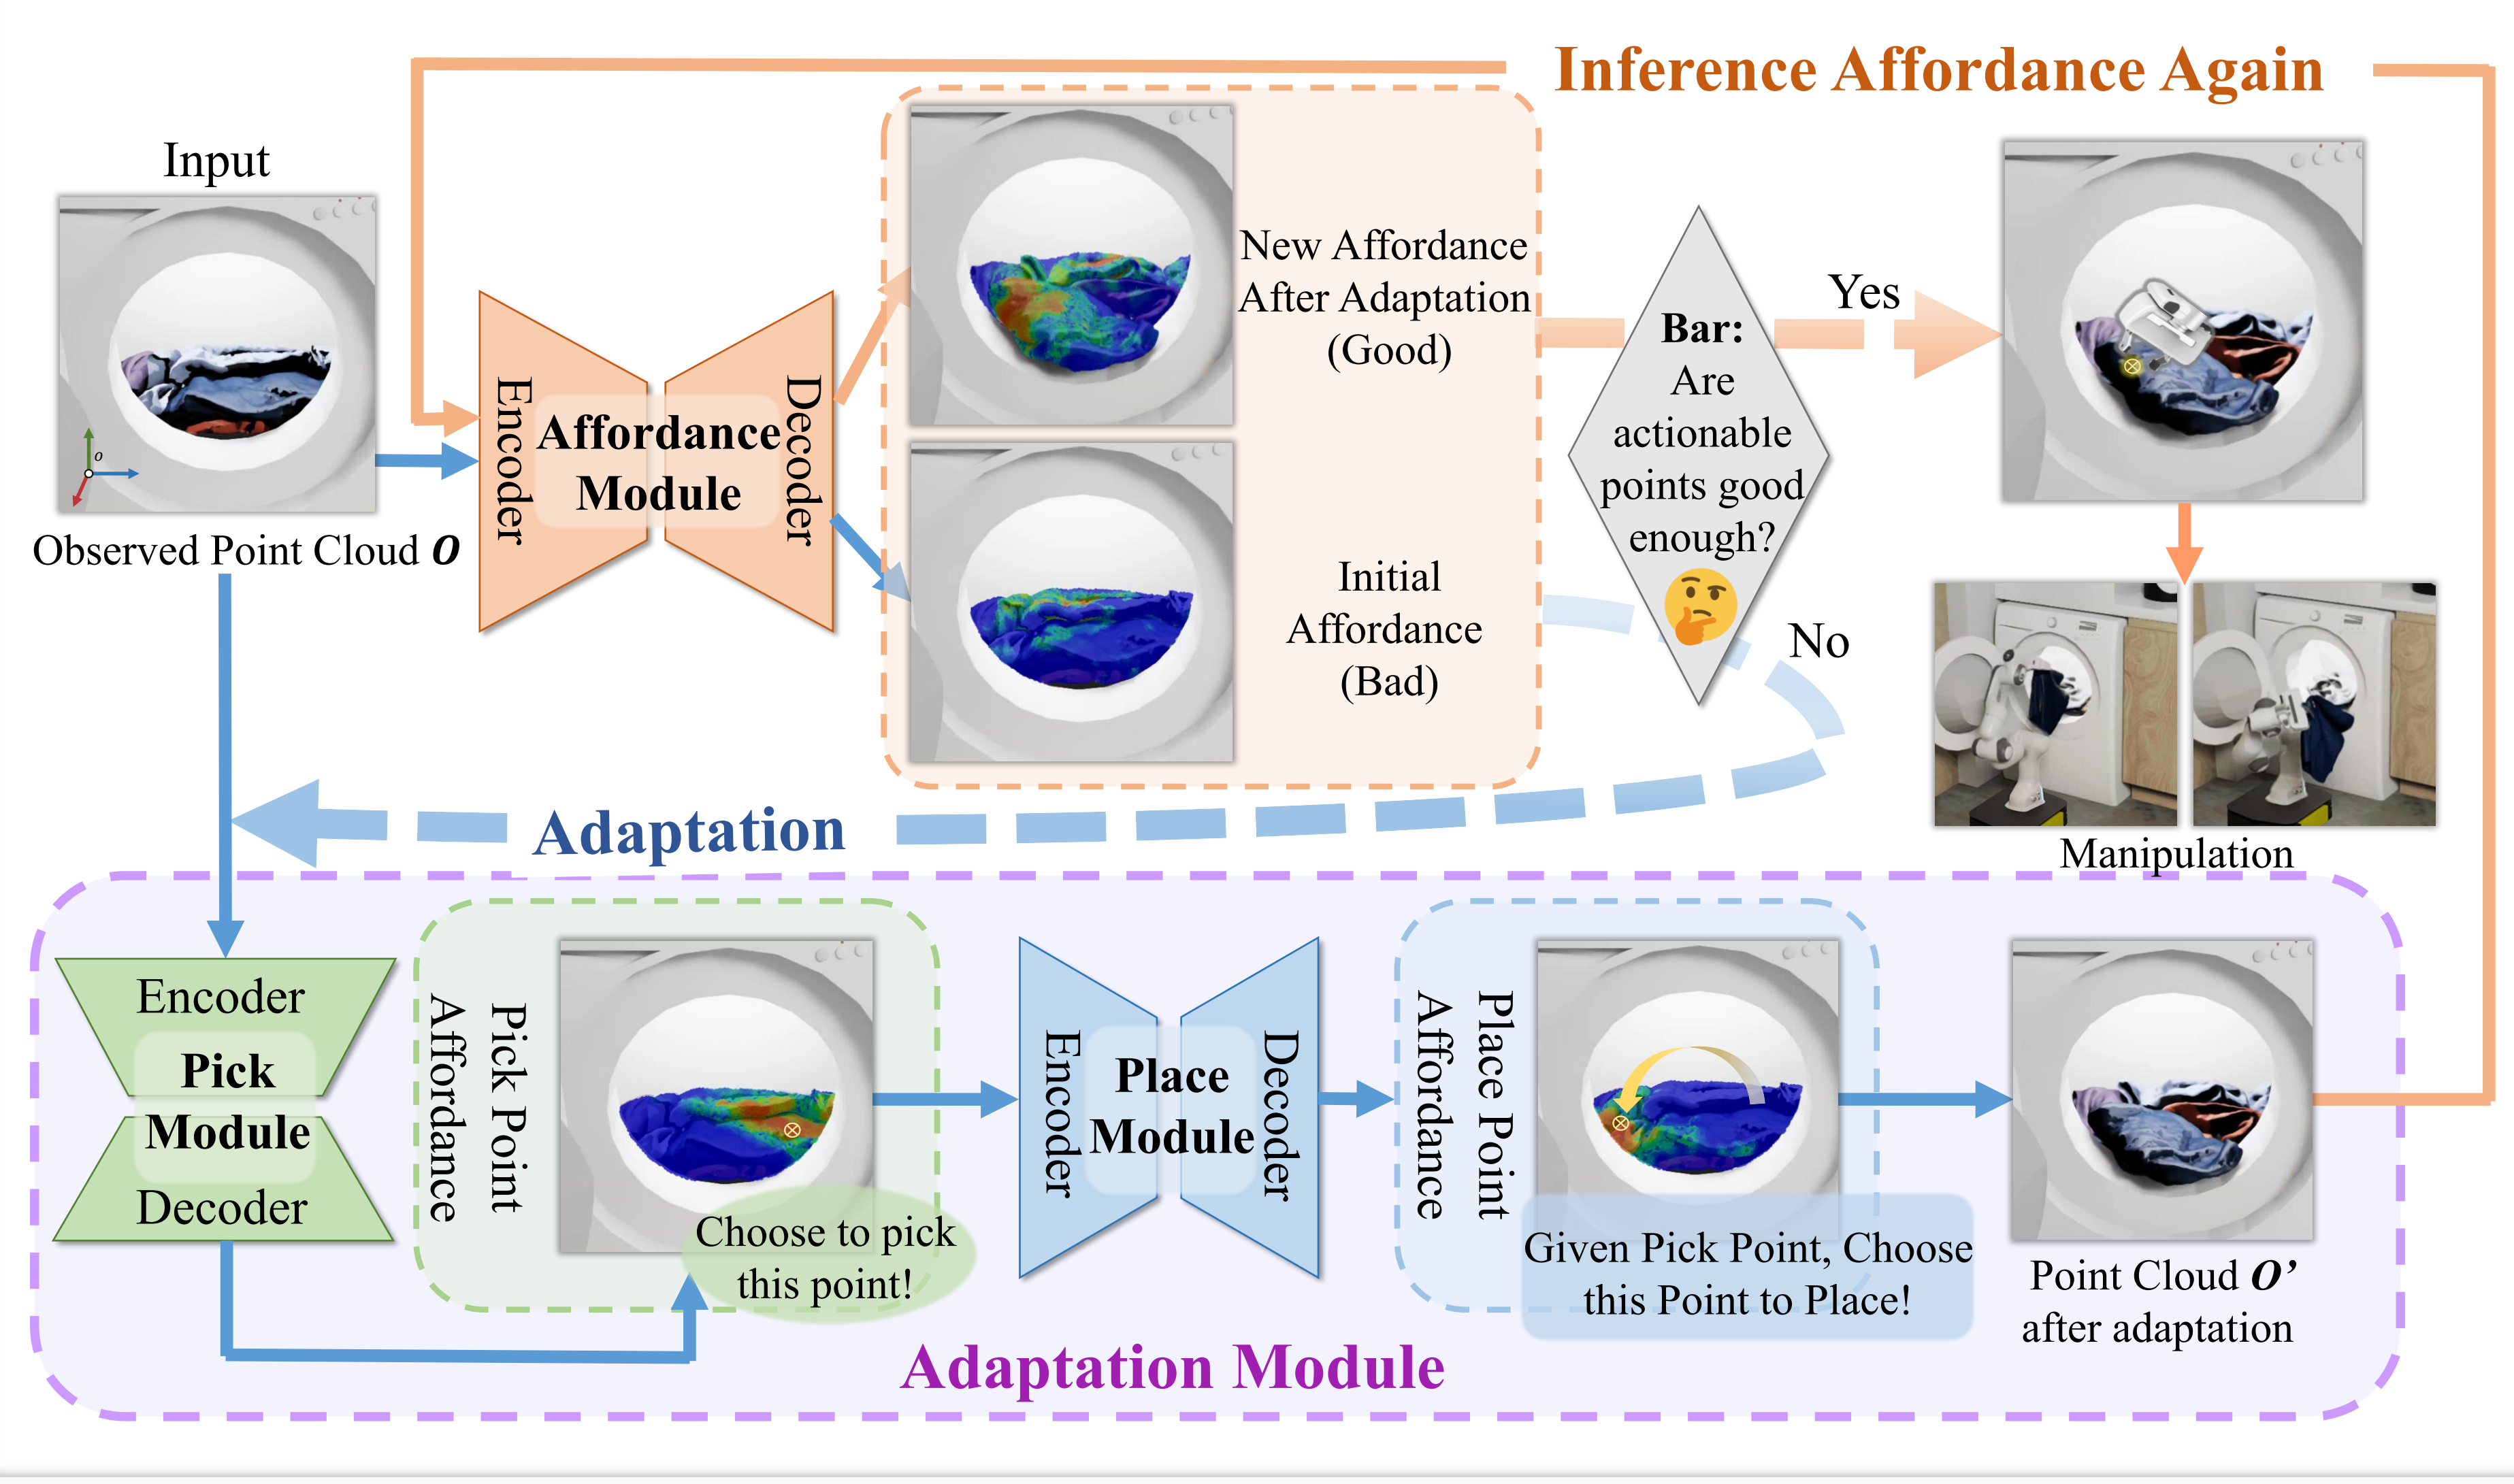 Inference Affordance Again
Input
Observed Point Cloud O
o
Encoder
Affordance
Module
Decoder
New Affordance
After Adaptation
(Good)
Initial
Affordance
(Bad)
Bar:
Are
actionable
points good
enough?
Yes
No
Manipulation
Adaptation
Encoder
Pick
Module
Decoder
Pick Point
Affordance
Choose to pick
this point!
Encoder
Place
Module
Decoder
Place Point
Affordance
Given Pick Point, Choose
this Point to Place!
Point Cloud O’
after adaptation
Adaptation Module